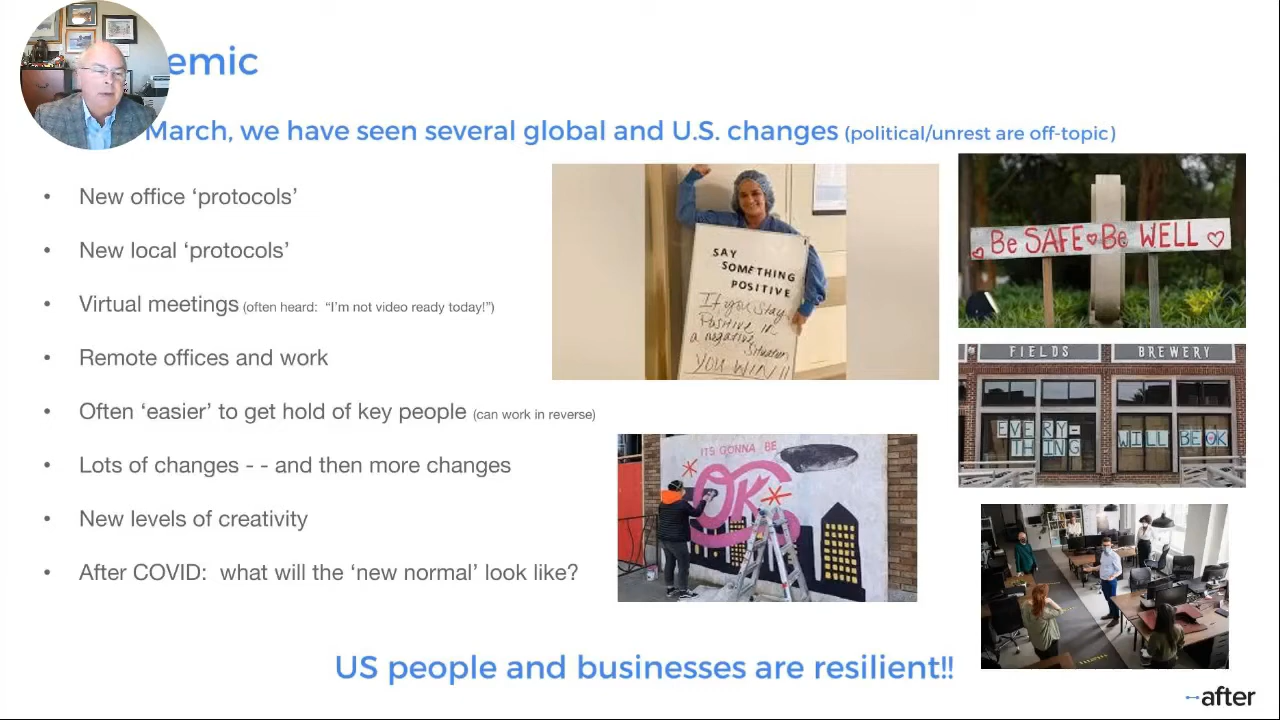 emic
March, we have seen several global and U.S. changes (political/unrest are off-topic)
• New office ‘protocols’
• New local ‘protocols’
• Virtual meetings (often heard: “I’m not video ready today!”)
• Remote offices and work
• Often ‘easier’ to get hold of key people (can work in reverse)
• Lots of changes - - and then more changes
• New levels of creativity
• After COVID: what will the ‘new normal’ look like?
SAY
SOMETHING
POSITIVE
If you stay
Positive in
a negative
Situation
YOU WIN!!
Be SAFE Be WELL
FIELDS BREWERY
EVERY- WILL BE OK
THING
ITS GONNA BE
OK
US people and businesses are resilient!!
after